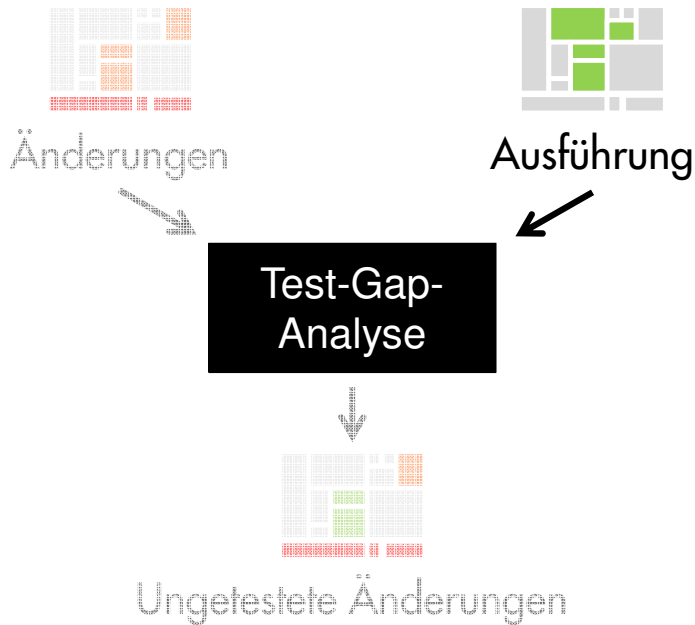 Änderungen
Ausführung
Test-Gap-
Analyse
Ungetestete Änderungen